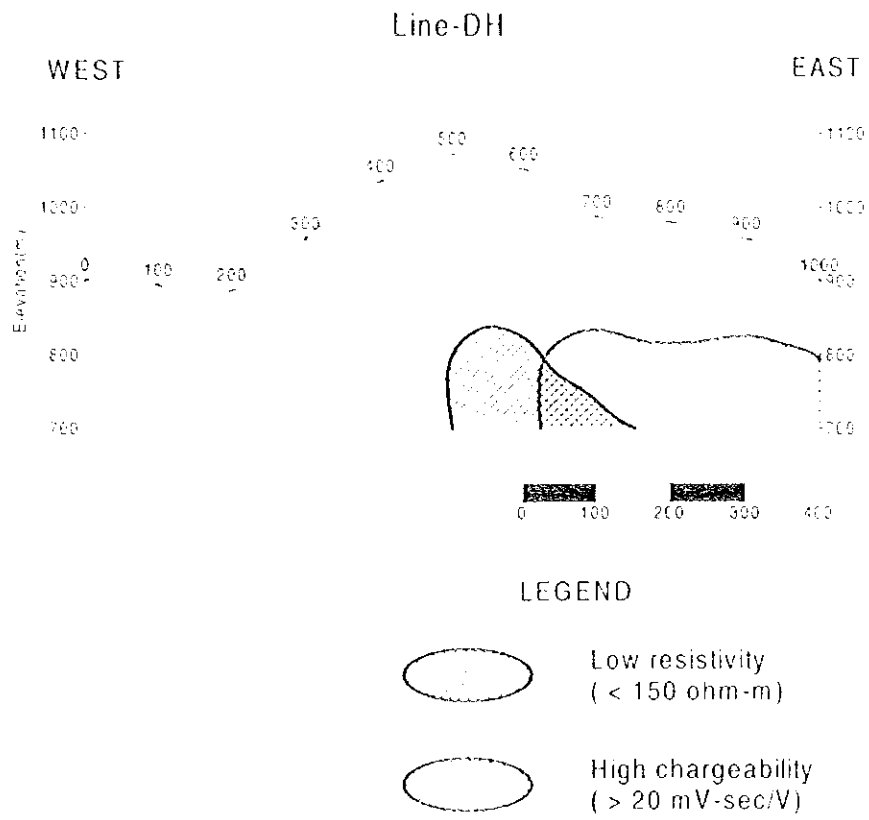 Line-DH
WEST
EAST
1100
500
1100
400
600
1000
300
700
800
900
1000
0
100
200
1000
900
900
Elevation(m)
800
800
700
700
0 100 200 300 400
LEGEND
Low resistivity
( < 150 ohm-m)
High chargeability
( > 20 mV-sec/V)